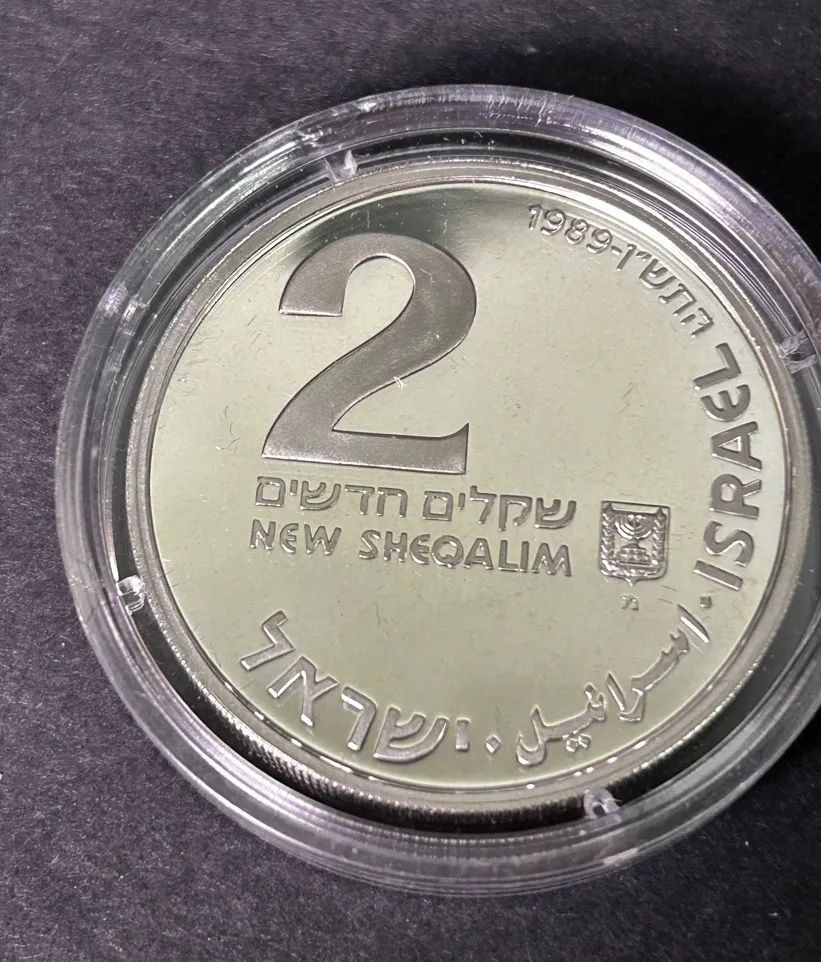 2
שקלים חדשים
NEW SHEQALIM
מ
1989-התש"ן
ISRAEL
اسرائيل
ישראל